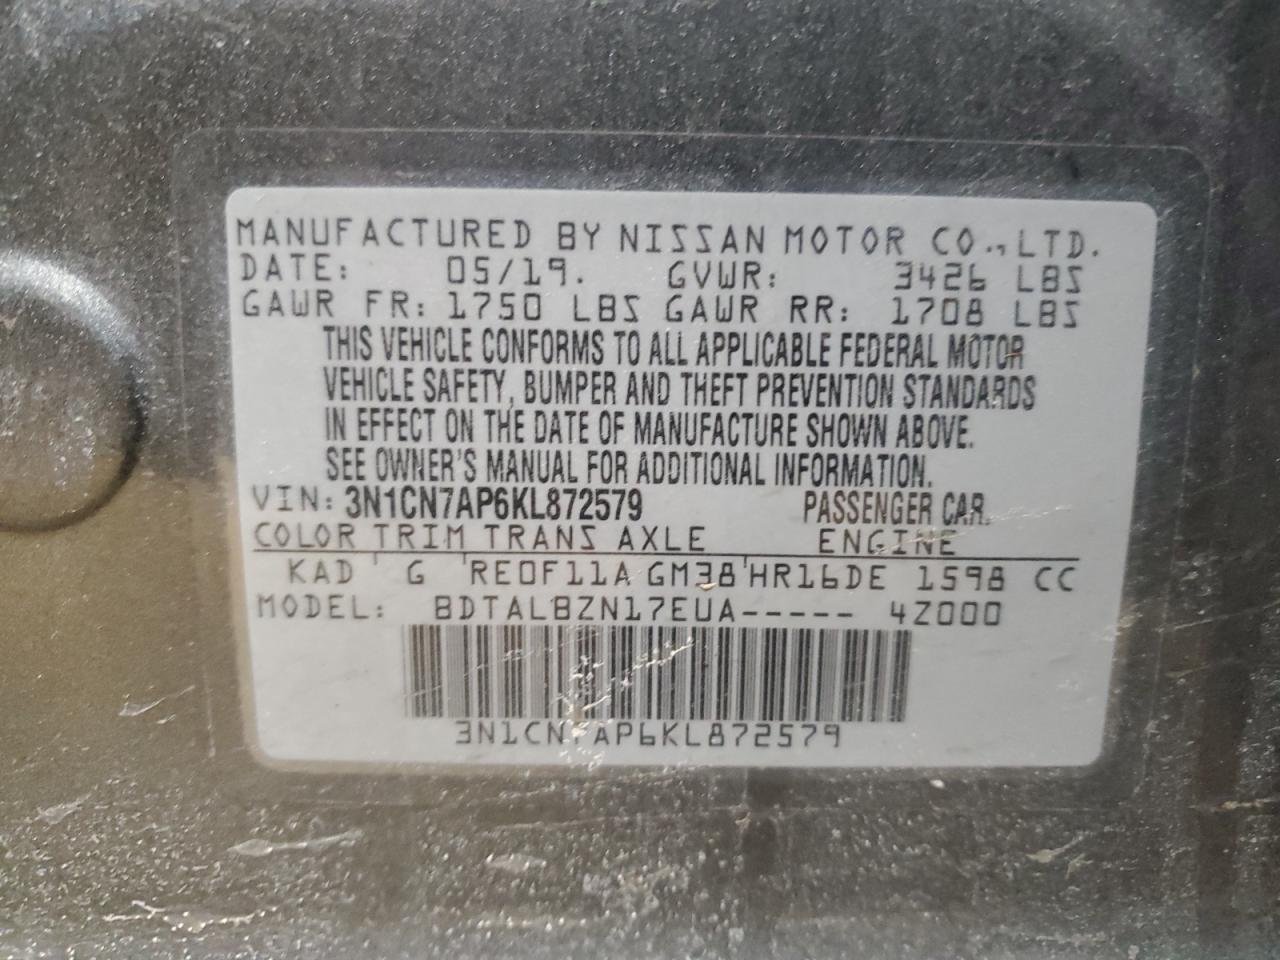 MANUFACTURED BY NISSAN MOTOR CO., LTD.
DATE: 05/19. GVWR: 3426 LBS
GAWR FR: 1750 LBS GAWR RR: 1708 LBS
THIS VEHICLE CONFORMS TO ALL APPLICABLE FEDERAL MOTOR
VEHICLE SAFETY, BUMPER AND THEFT PREVENTION STANDARDS
IN EFFECT ON THE DATE OF MANUFACTURE SHOWN ABOVE.
SEE OWNER'S MANUAL FOR ADDITIONAL INFORMATION.
VIN: 3N1CN7AP6KL872579 PASSENGER CAR.
COLOR TRIM TRANS AXLE ENGINE
KAD G RE0F11A GM38 HR16DE 1598 CC
MODEL: BDTALBZN17EUA----- 4Z000
3N1CN7AP6KL872579